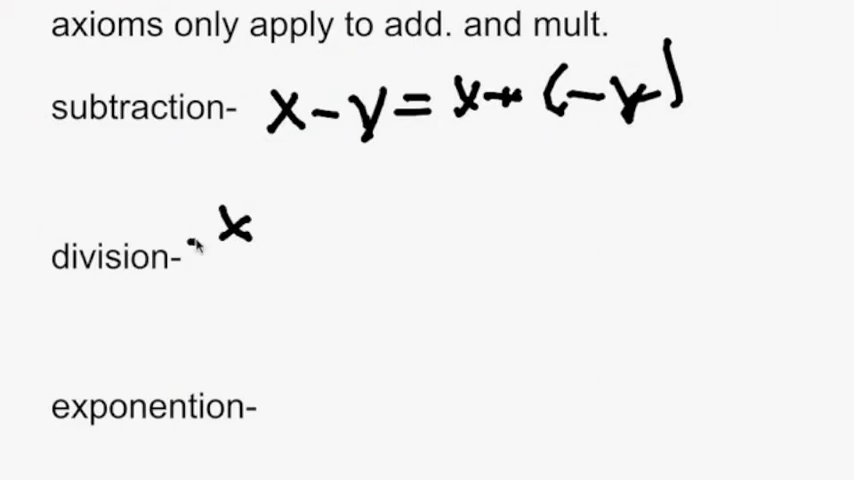 axioms only apply to add. and mult.
subtraction- x-y=x+(-y)
division- x
exponention-